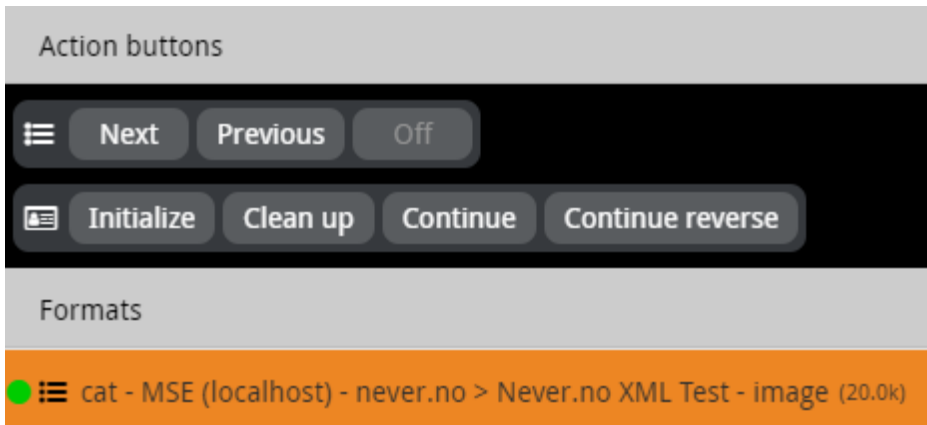 Action buttons
Next Previous Off
Initialize Clean up Continue Continue reverse
Formats
cat - MSE (localhost) - never.no > Never.no XML Test - image (20.0k)